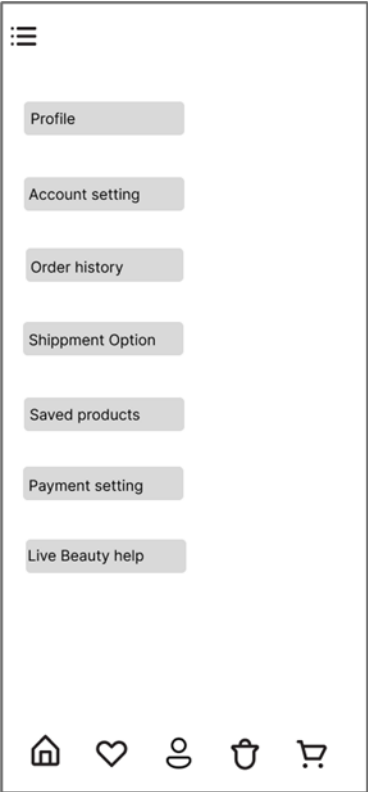 Profile
Account setting
Order history
Shippment Option
Saved products
Payment setting
Live Beauty help